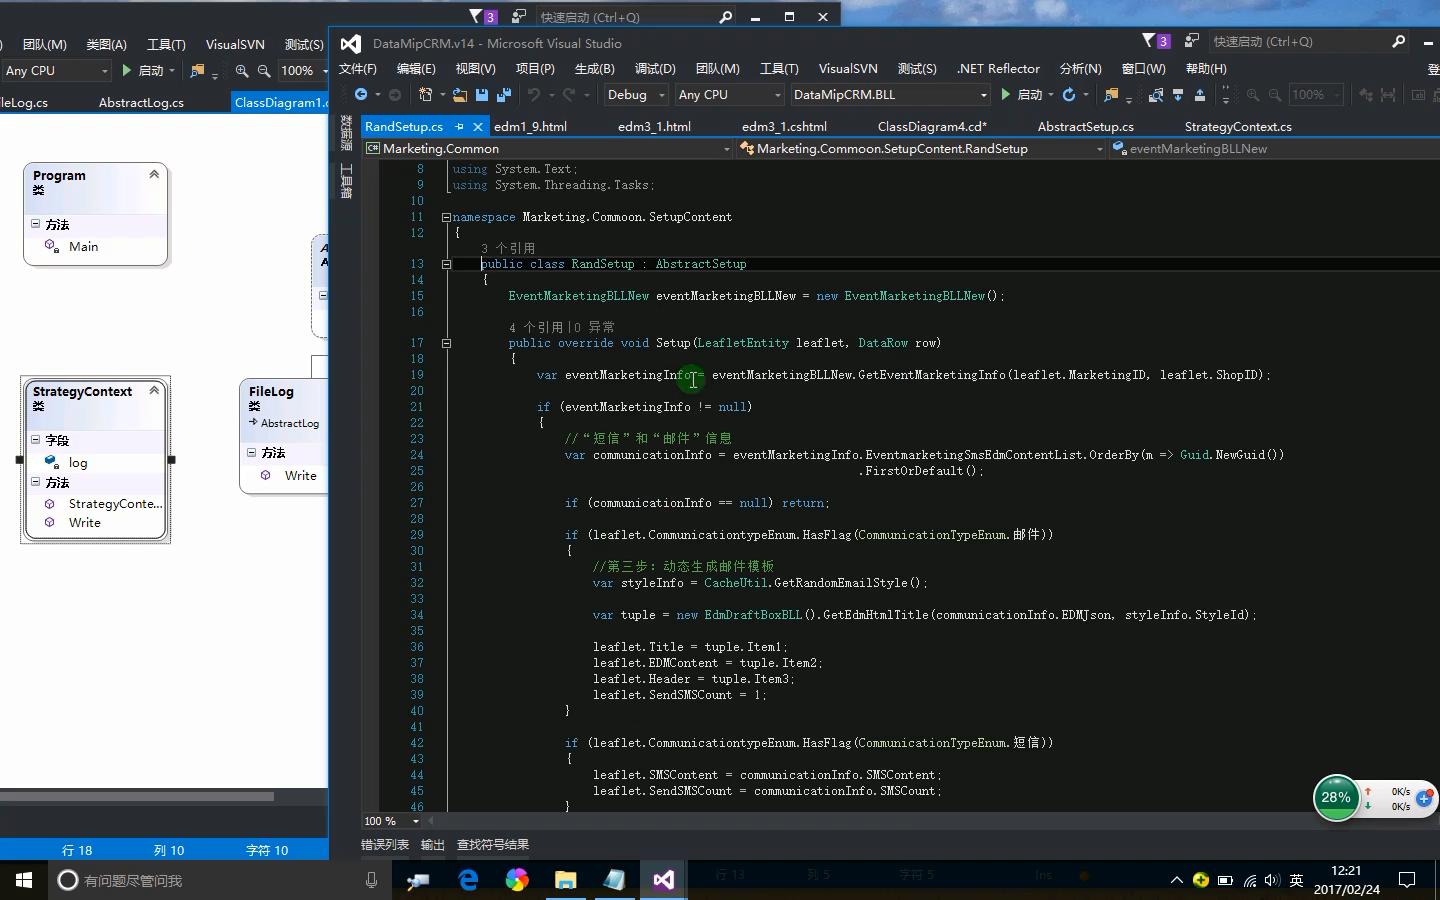 3 快速启动 (Ctrl+Q)
团队(M) 类图(A) 工具(T) VisualSVN 测试(S)
Any CPU 启动 100%
leLog.cs AbstractLog.cs ClassDiagram1.c
Program
类
方法
Main
StrategyContext
类
字段
log
方法
StrategyConte...
Write
FileLog
类
AbstractLog
方法
Write
行 18 列 10 字符 10
DataMipCRM.v14 - Microsoft Visual Studio 3 快速启动 (Ctrl+Q)
文件(F) 编辑(E) 视图(V) 项目(P) 生成(B) 调试(D) 团队(M) 工具(T) VisualSVN 测试(S) .NET Reflector 分析(N) 窗口(W) 帮助(H) 登
Debug Any CPU DataMipCRM.BLL 启动 100%
RandSetup.cs edm1_9.html edm3_1.html edm3_1.cshtml ClassDiagram4.cd* AbstractSetup.cs StrategyContext.cs
数据源
工具箱
Marketing.Common Marketing.Commoon.SetupContent.RandSetup eventMarketingBLLNew
8 using System.Text;
9 using System.Threading.Tasks;
10
11 namespace Marketing.Commoon.SetupContent
12 {
3 个引用
13 public class RandSetup : AbstractSetup
14 {
15 EventMarketingBLLNew eventMarketingBLLNew = new EventMarketingBLLNew();
16
4 个引用|0 异常
17 public override void Setup(LeafletEntity leaflet, DataRow row)
18 {
19 var eventMarketingInfo = eventMarketingBLLNew.GetEventMarketingInfo(leaflet.MarketingID, leaflet.ShopID);
20
21 if (eventMarketingInfo != null)
22 {
23 //“短信”和“邮件”信息
24 var communicationInfo = eventMarketingInfo.EventmarketingSmsEdmContentList.OrderBy(m => Guid.NewGuid())
25 .FirstOrDefault();
26
27 if (communicationInfo == null) return;
28
29 if (leaflet.CommunicationtypeEnum.HasFlag(CommunicationTypeEnum.邮件))
30 {
31 //第三步：动态生成邮件模板
32 var styleInfo = CacheUtil.GetRandomEmailStyle();
33
34 var tuple = new EdmDraftBoxBLL().GetEdmHtmlTitle(communicationInfo.EDMJson, styleInfo.StyleId);
35
36 leaflet.Title = tuple.Item1;
37 leaflet.EDMContent = tuple.Item2;
38 leaflet.Header = tuple.Item3;
39 leaflet.SendSMSCount = 1;
40 }
41
42 if (leaflet.CommunicationtypeEnum.HasFlag(CommunicationTypeEnum.短信))
43 {
44 leaflet.SMSContent = communicationInfo.SMSContent;
45 leaflet.SendSMSCount = communicationInfo.SMSCount;
46 }
100 %
错误列表 输出 查找符号结果
28% 0K/s
0K/s
有问题尽管问我
行 13 列 5 字符 5 Ins
英 12:21
2017/02/24